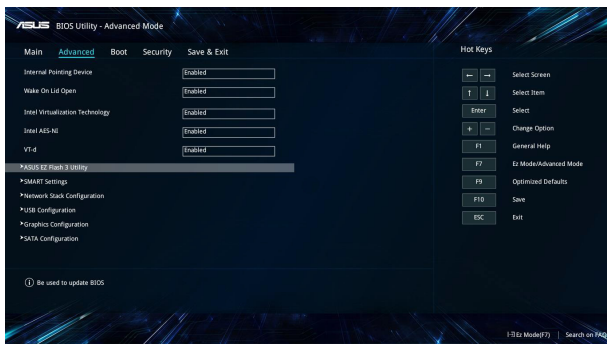 ASUS BIOS Utility - Advanced Mode
Main Advanced Boot Security Save & Exit
Hot Keys
Internal Pointing Device Enabled
Wake On Lid Open Enabled
Intel Virtualization Technology Enabled
Intel AES-NI Enabled
VT-d Enabled
ASUS EZ Flash 3 Utility
SMART Settings
Network Stack Configuration
USB Configuration
Graphics Configuration
SATA Configuration
← → Select Screen
↑ ↓ Select Item
Enter Select
+ - Change Option
F1 General Help
F7 Ez Mode/Advanced Mode
F9 Optimized Defaults
F10 Save
ESC Exit
Be used to update BIOS
Ez Mode(F7) | Search on FAQ